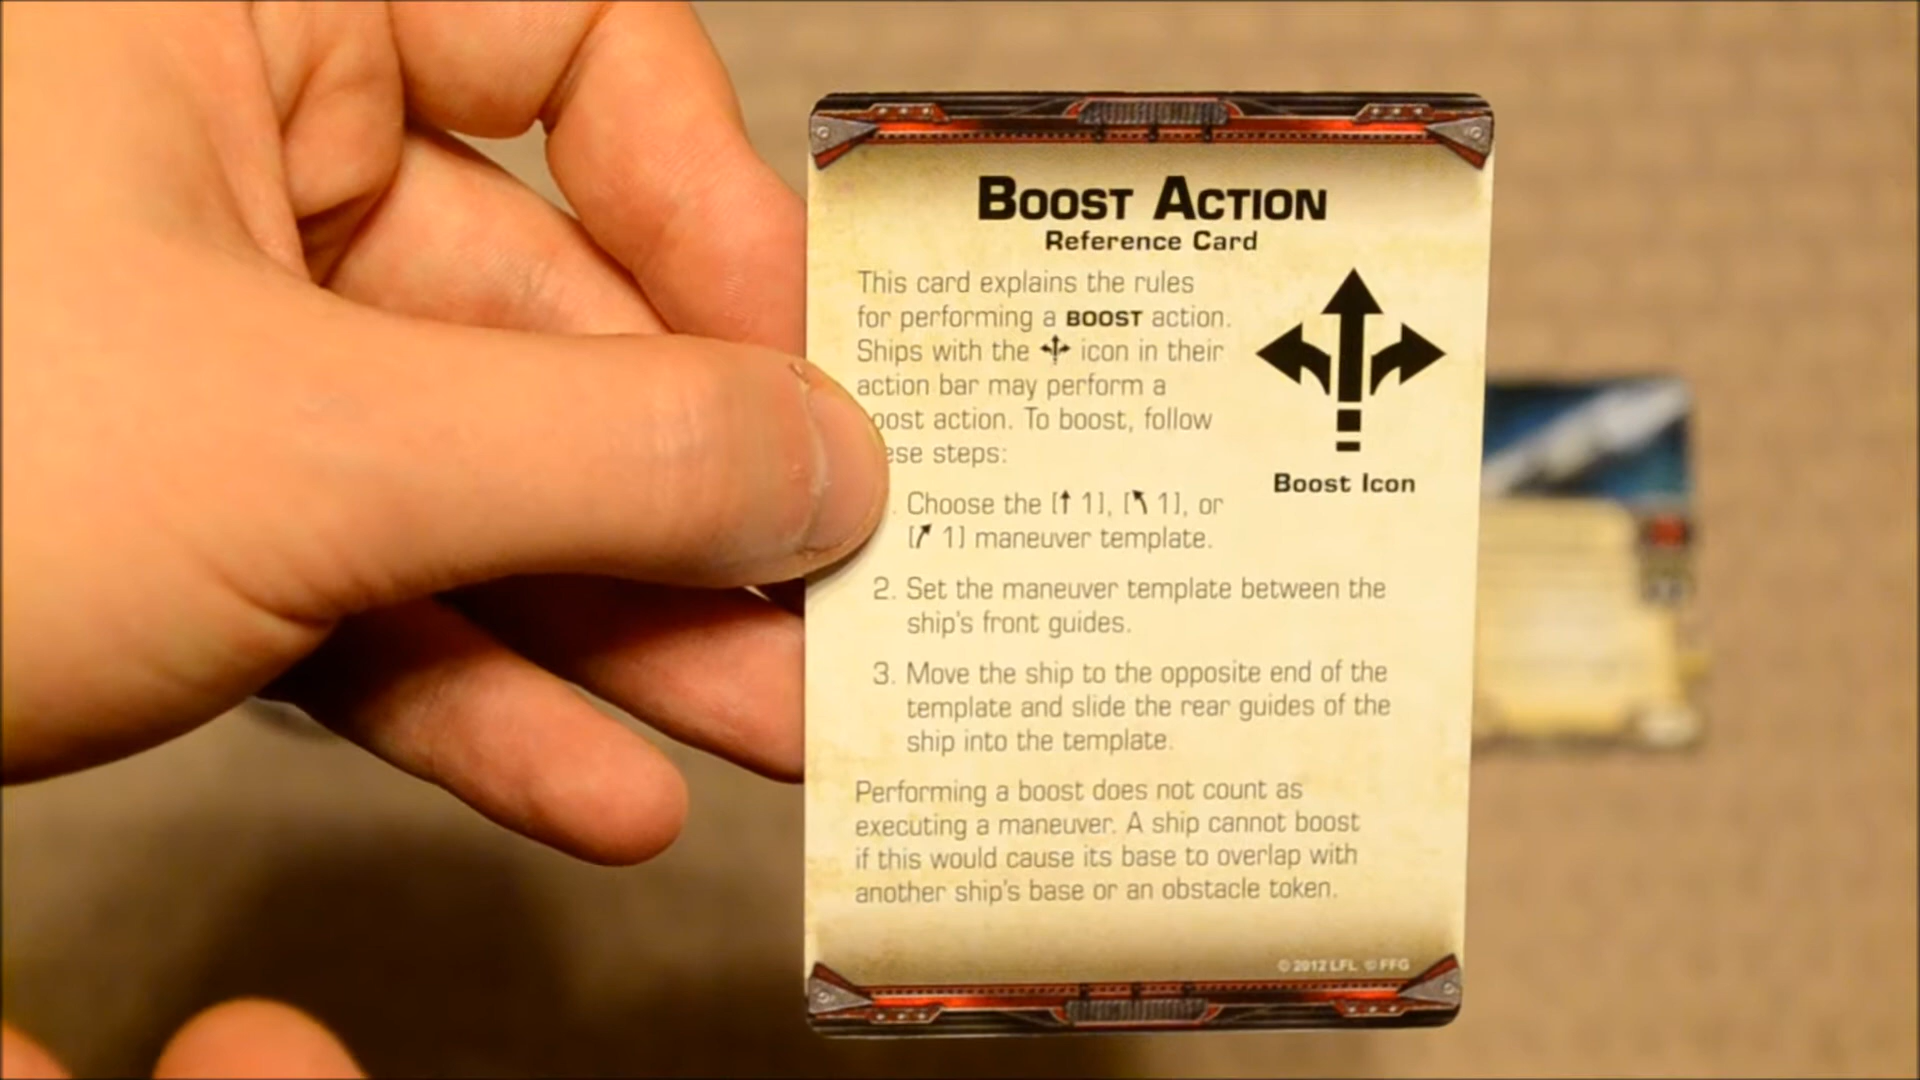 BOOST ACTION
Reference Card
This card explains the rules
for performing a BOOST action.
Ships with the icon in their
action bar may perform a
oost action. To boost, follow
ese steps:
Boost Icon
. Choose the [↑ 1], [↖ 1], or
[↗ 1] maneuver template.
2. Set the maneuver template between the
ship's front guides.
3. Move the ship to the opposite end of the
template and slide the rear guides of the
ship into the template.
Performing a boost does not count as
executing a maneuver. A ship cannot boost
if this would cause its base to overlap with
another ship's base or an obstacle token.
© 2012 LFL © FFG